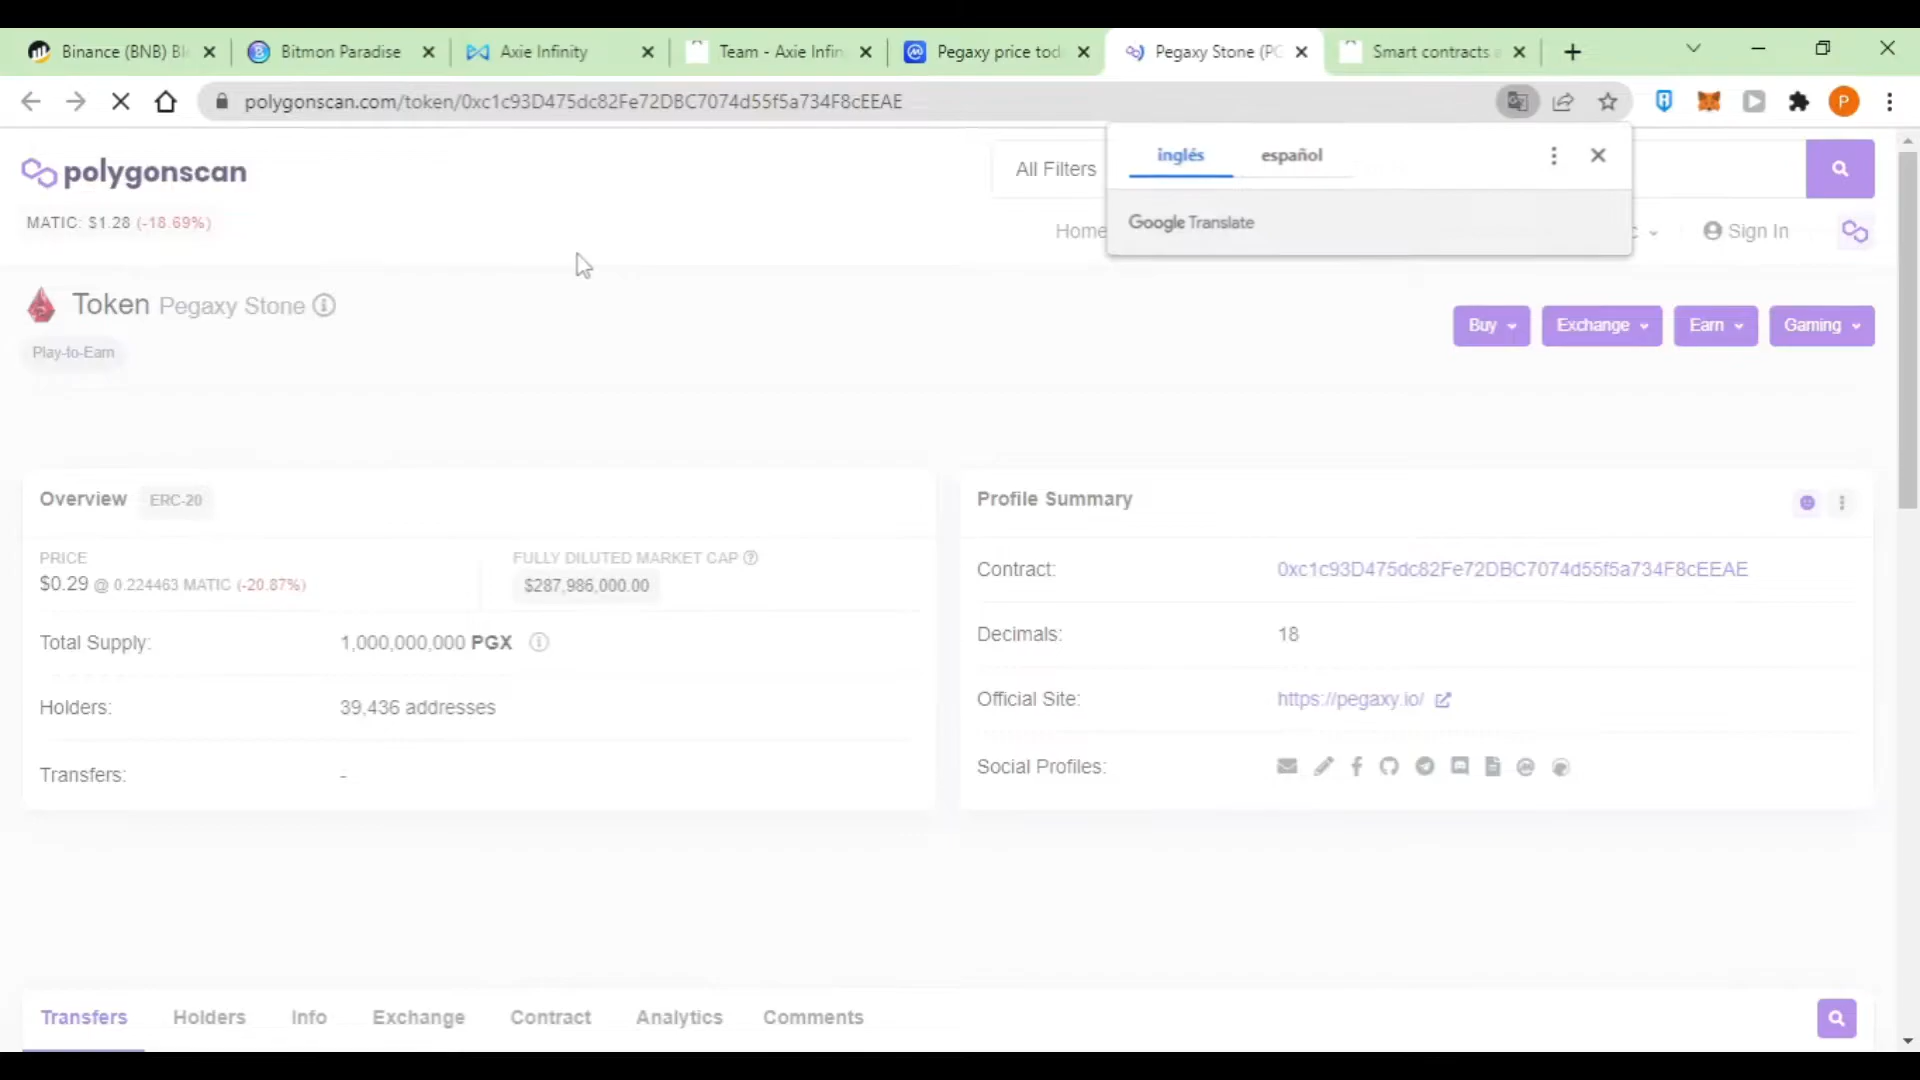 Binance (BNB) Bl
Bitmon Paradise
Axie Infinity
Team - Axie Infin
Pegaxy price tod
Pegaxy Stone (PG
Smart contracts
polygonscan.com/token/0xc1c93D475dc82Fe72DBC7074d55f5a734F8cEEAE
P
inglés español
Google Translate
polygonscan
All Filters
MATIC: $1.28 (-18.69%)
Home
Sign In
Token Pegaxy Stone
Play-to-Earn
Buy
Exchange
Earn
Gaming
Overview ERC-20
PRICE
$0.29 @ 0.224463 MATIC (-20.87%)
FULLY DILUTED MARKET CAP
$287,986,000.00
Total Supply: 1,000,000,000 PGX
Holders: 39,436 addresses
Transfers: -
Profile Summary
Contract: 0xc1c93D475dc82Fe72DBC7074d55f5a734F8cEEAE
Decimals: 18
Official Site: https://pegaxy.io/
Social Profiles:
Transfers Holders Info Exchange Contract Analytics Comments